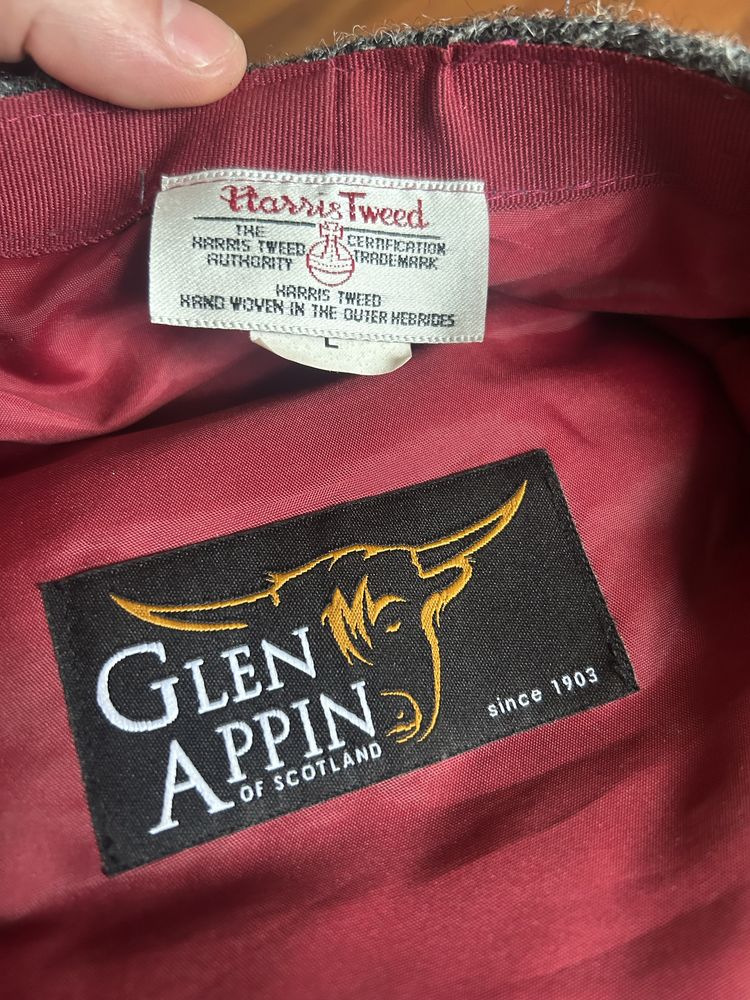 Harris Tweed
THE HARRIS TWEED AUTHORITY
CERTIFICATION TRADEMARK
HARRIS TWEED
HAND WOVEN IN THE OUTER HEBRIDES
L
GLEN
APPIN
OF SCOTLAND
since 1903